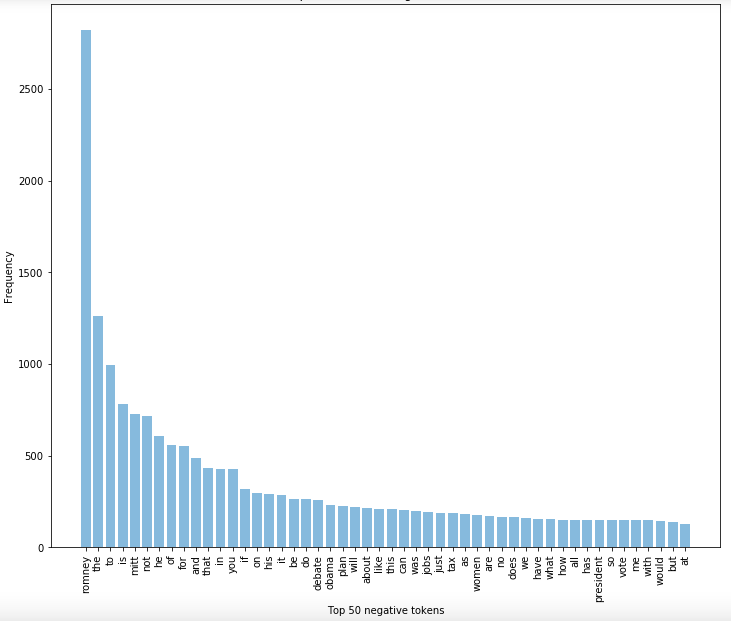 2500
2000
1500
1000
500
0
Frequency
romney the to is mitt not he of for and that in you if on his it be do debate obama plan will about like this can was jobs just tax as women are no does we have what how all has president so vote me with would but at
Top 50 negative tokens